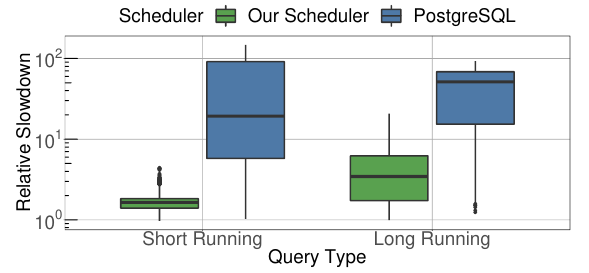 Scheduler Our Scheduler PostgreSQL
Relative Slowdown
10²
10¹
10⁰
Short Running Long Running
Query Type